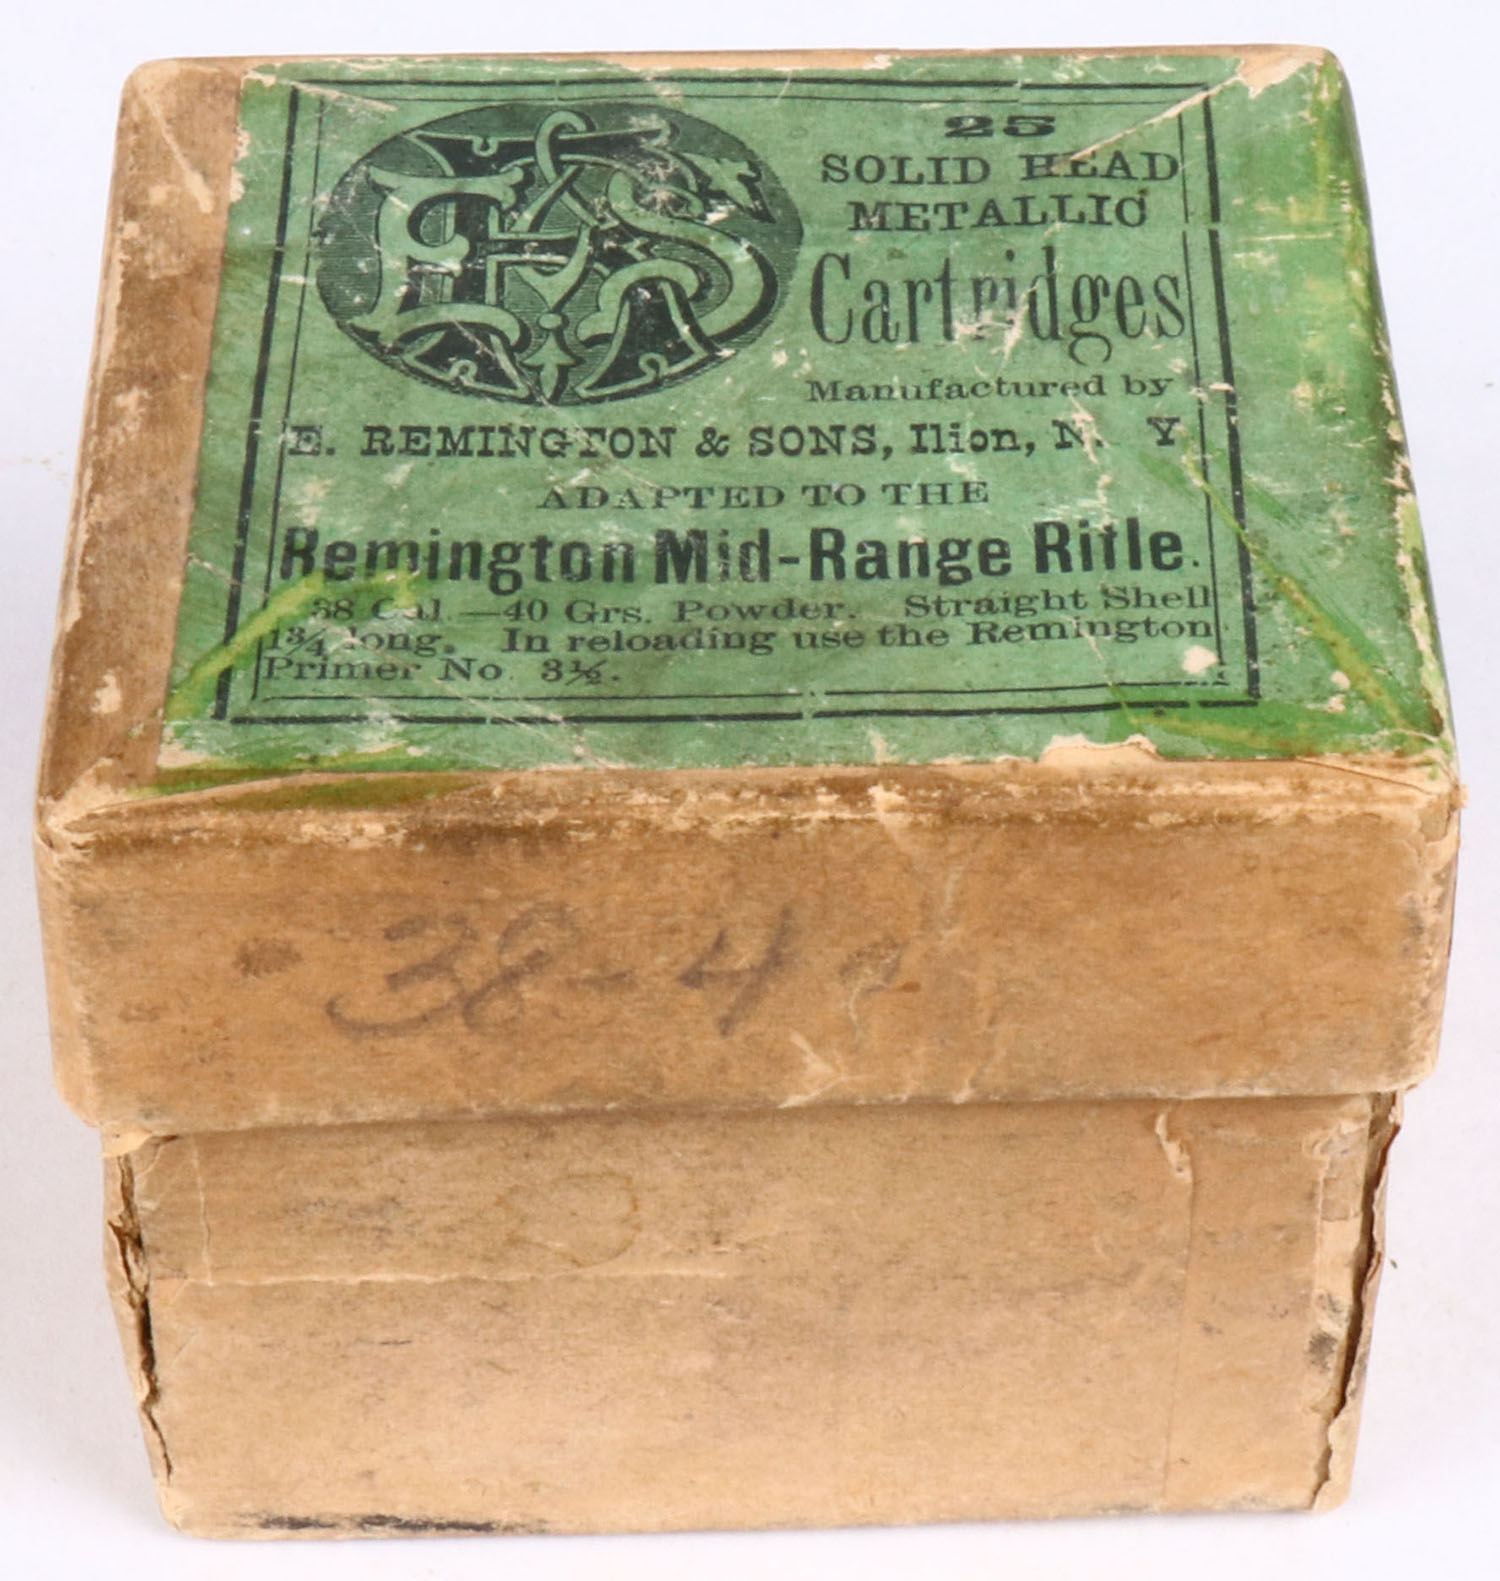 25
SOLID HEAD
METALLIC
Cartridges
Manufactured by
E. REMINGTON & SONS, Ilion, N. Y
ADAPTED TO THE
Remington Mid-Range Rifle.
38 Cal.—40 Grs. Powder. Straight Shell
1¾ long. In reloading use the Remington
Primer No. 3½.
38-4